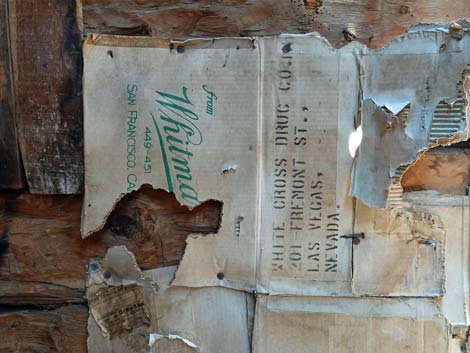 from
Whitma
449-451
SAN FRANCISCO, CA
WHITE CROSS DRUG CO.
201 FREMONT ST.,
LAS VEGAS,
NEVADA